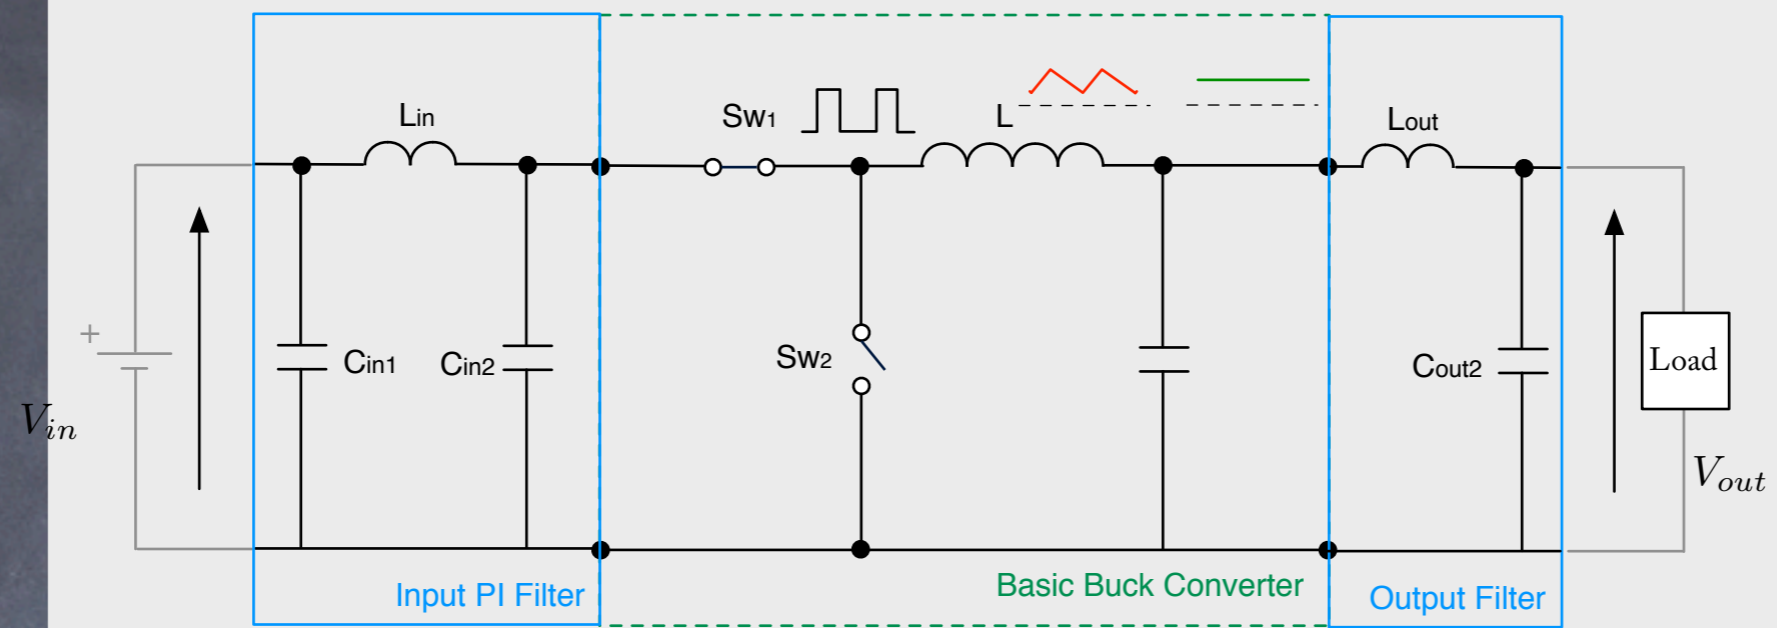 Lin
Sw1
L
Lout
+
Cin1
Cin2
Sw2
Cout2
Load
Vin
Vout
Input PI Filter
Basic Buck Converter
Output Filter